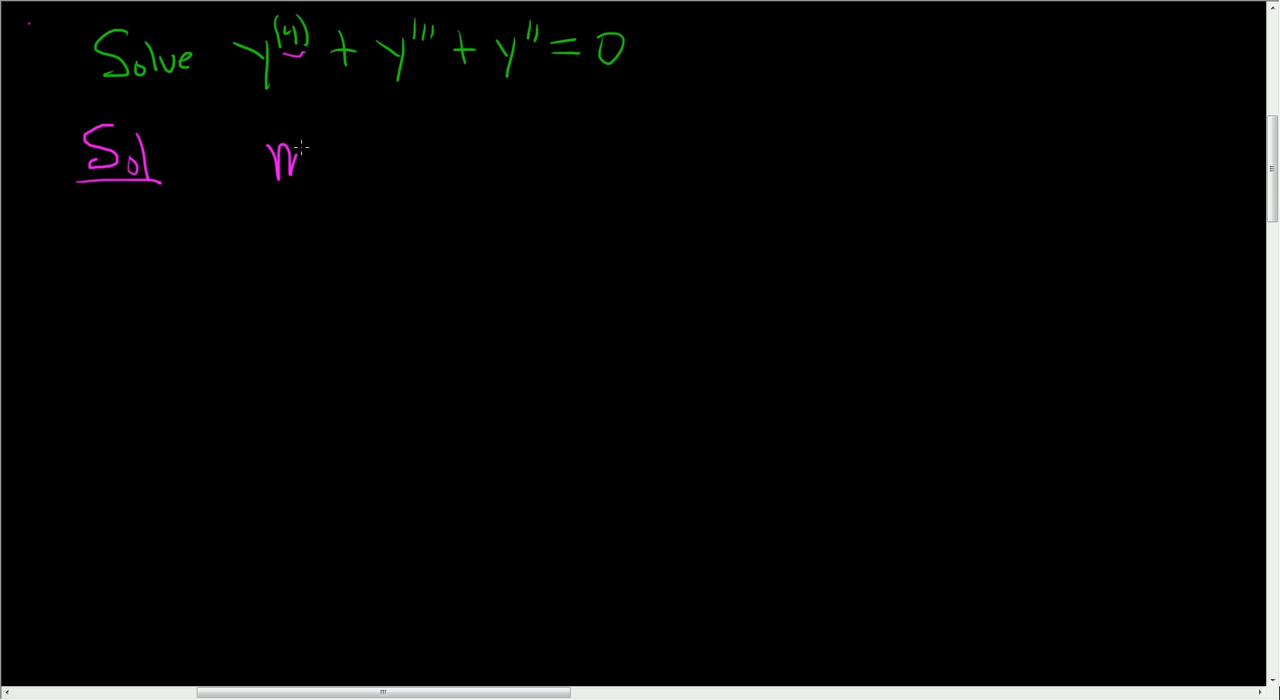 Solve y⁽⁴⁾ + y''' + y'' = 0
Sol